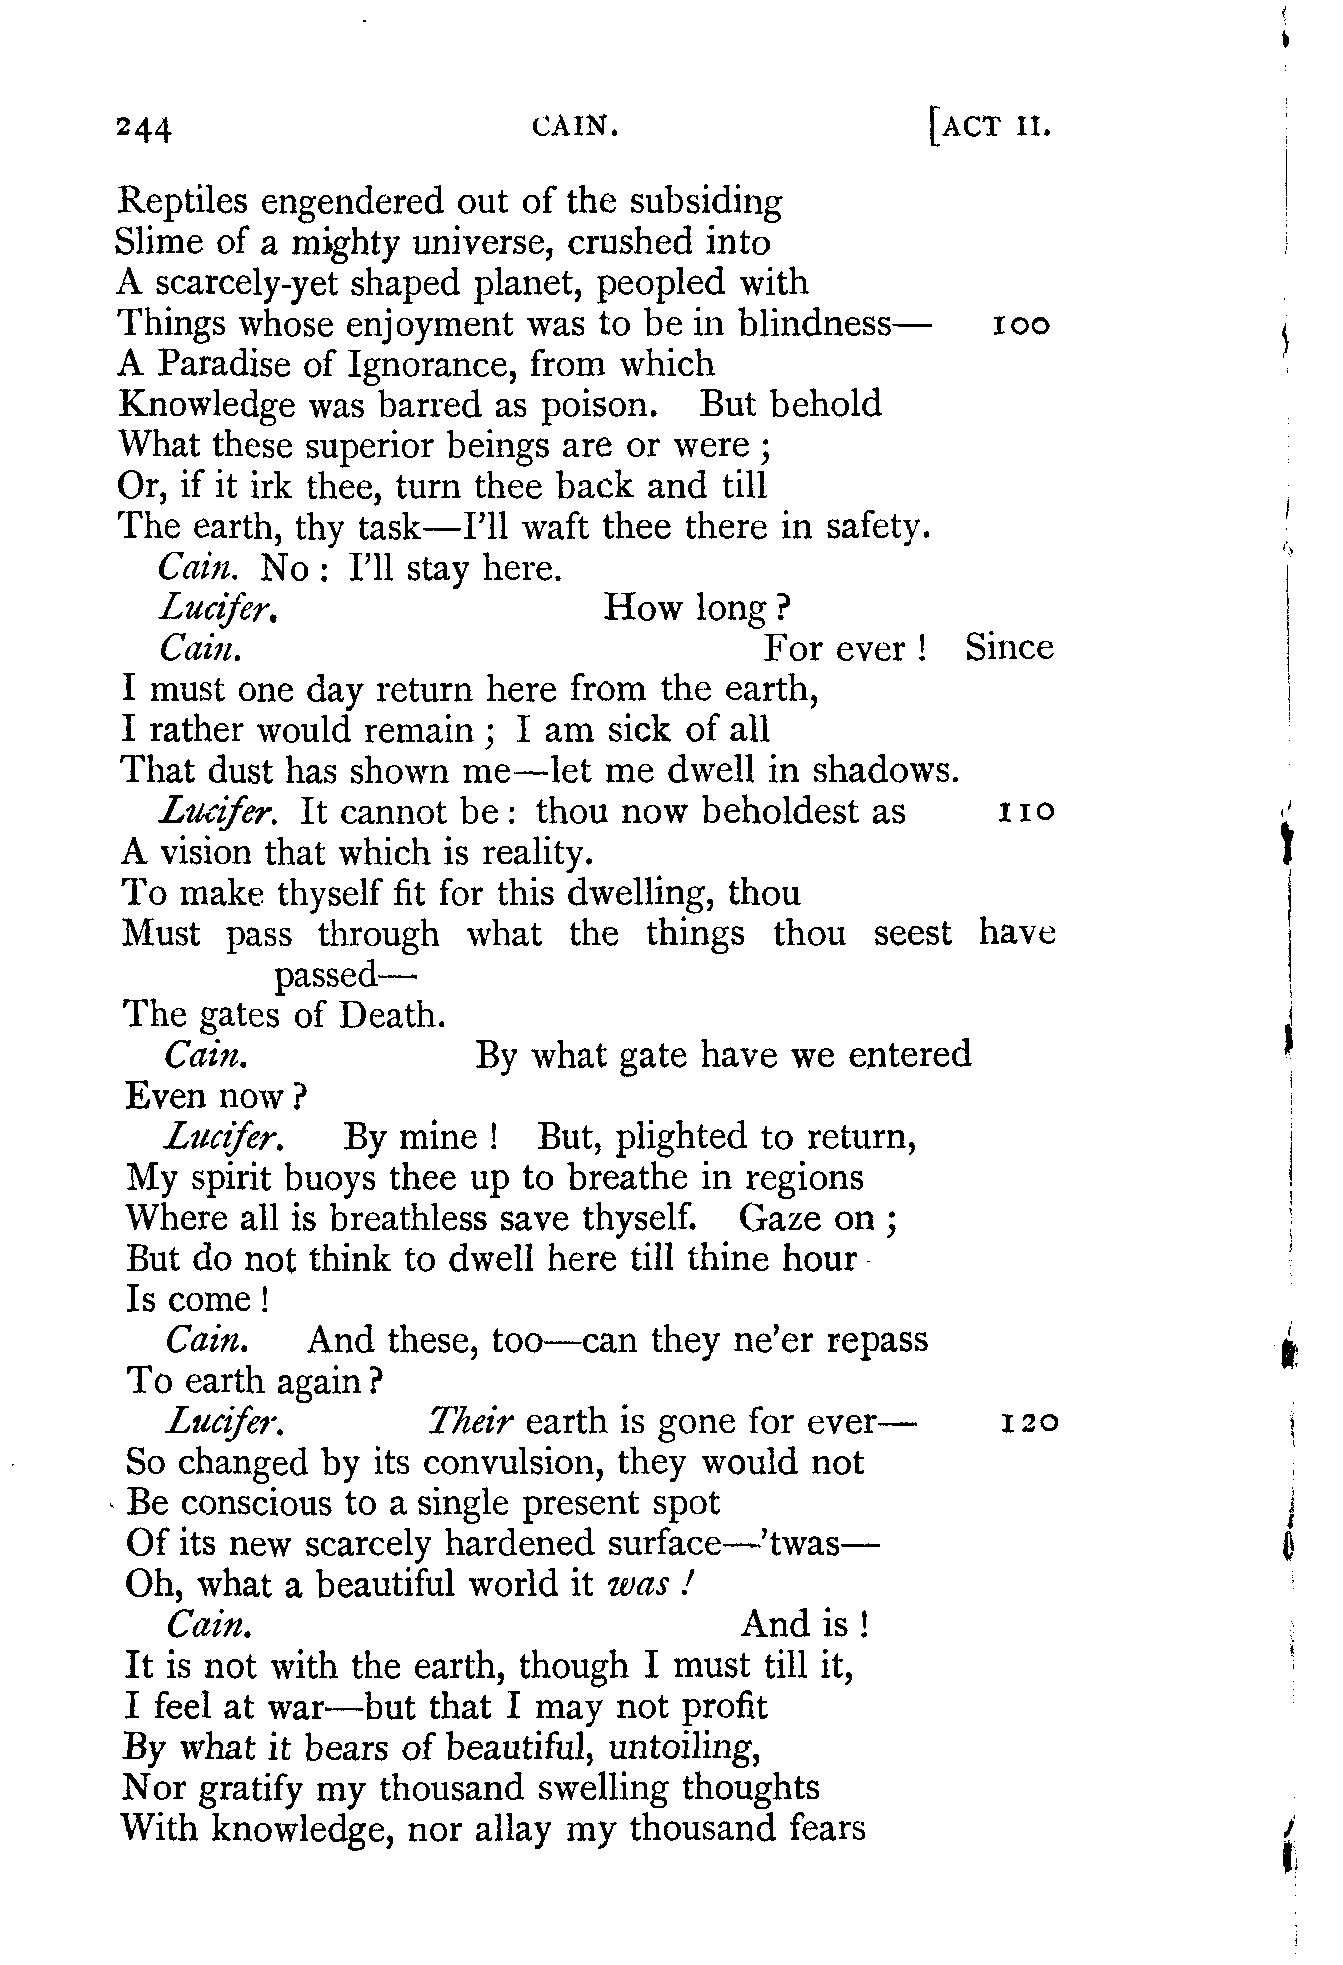 244 CAIN. [ACT II.
Reptiles engendered out of the subsiding
Slime of a mighty universe, crushed into
A scarcely-yet shaped planet, peopled with
Things whose enjoyment was to be in blindness— 100
A Paradise of Ignorance, from which
Knowledge was barred as poison. But behold
What these superior beings are or were ;
Or, if it irk thee, turn thee back and till
The earth, thy task—I'll waft thee there in safety.
Cain. No : I'll stay here.
Lucifer. How long ?
Cain. For ever ! Since
I must one day return here from the earth,
I rather would remain ; I am sick of all
That dust has shown me—let me dwell in shadows.
Lucifer. It cannot be : thou now beholdest as 110
A vision that which is reality.
To make thyself fit for this dwelling, thou
Must pass through what the things thou seest have
passed—
The gates of Death.
Cain. By what gate have we entered
Even now ?
Lucifer. By mine ! But, plighted to return,
My spirit buoys thee up to breathe in regions
Where all is breathless save thyself. Gaze on ;
But do not think to dwell here till thine hour
Is come !
Cain. And these, too—can they ne'er repass
To earth again ?
Lucifer. Their earth is gone for ever— 120
So changed by its convulsion, they would not
Be conscious to a single present spot
Of its new scarcely hardened surface—'twas—
Oh, what a beautiful world it was !
Cain. And is !
It is not with the earth, though I must till it,
I feel at war—but that I may not profit
By what it bears of beautiful, untoiling,
Nor gratify my thousand swelling thoughts
With knowledge, nor allay my thousand fears